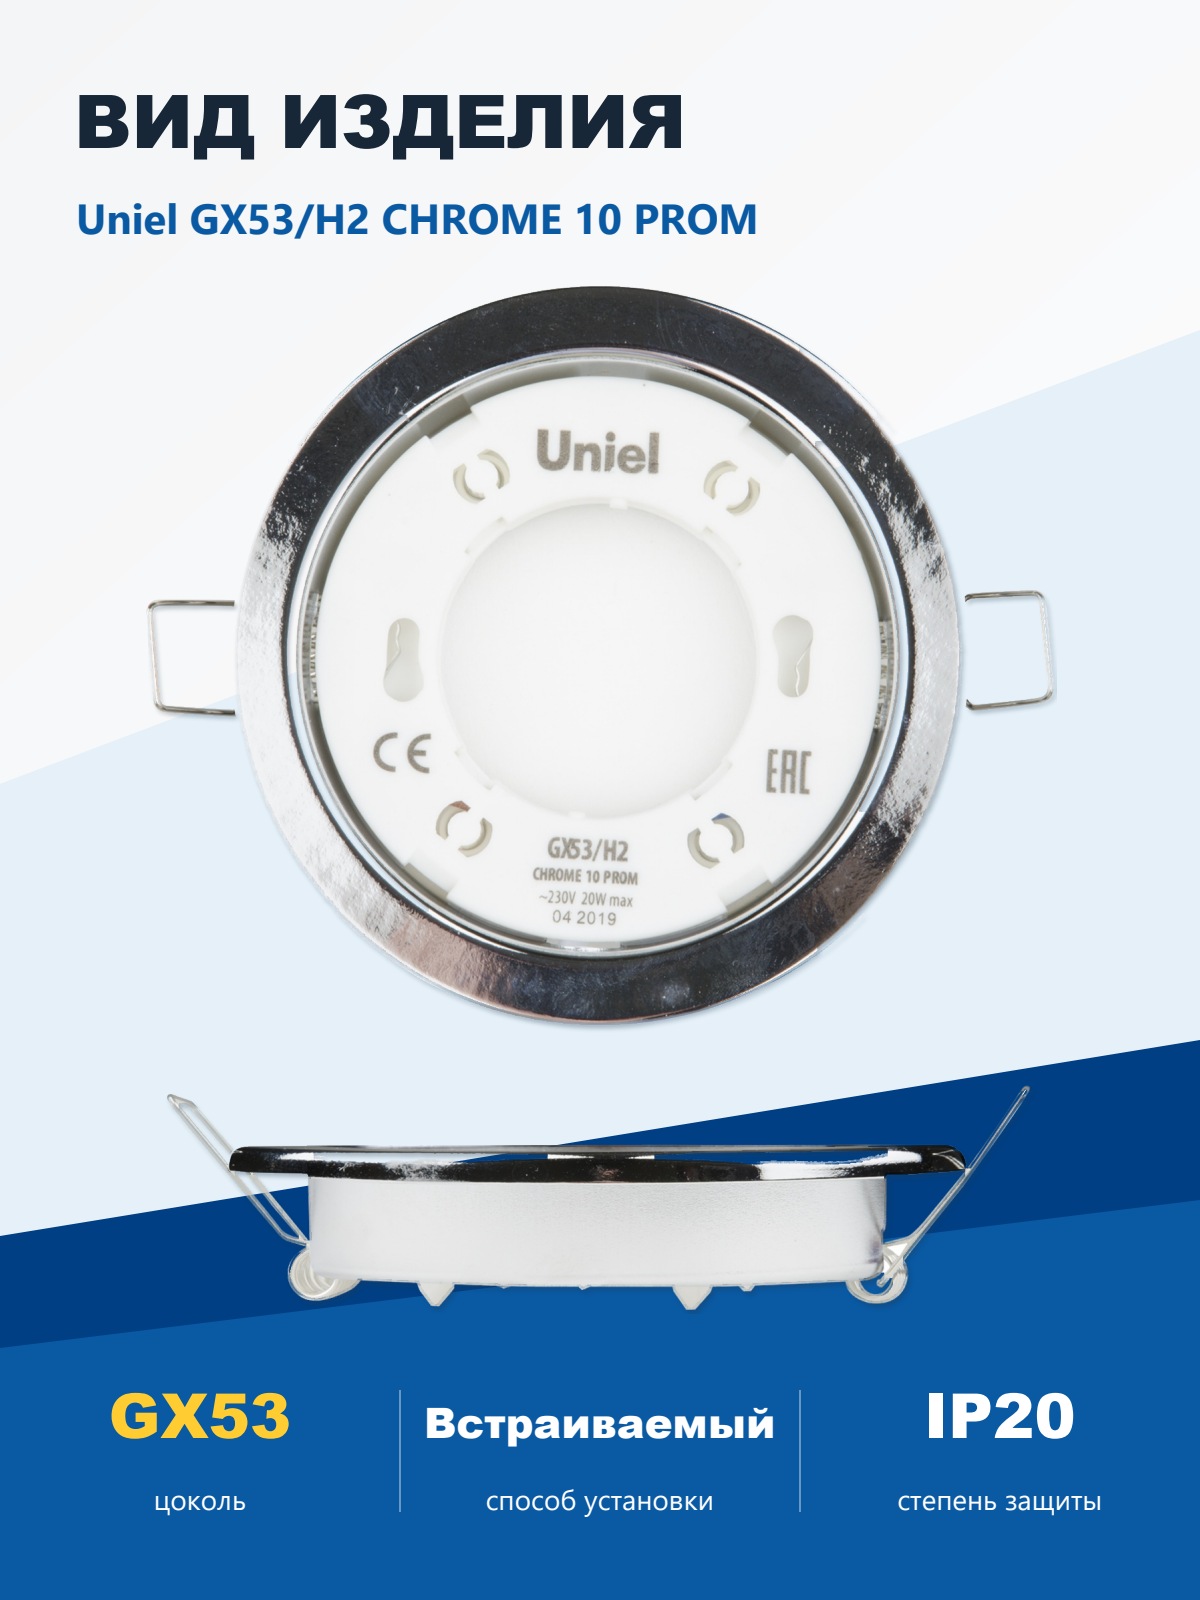 ВИД ИЗДЕЛИЯ
Uniel GX53/H2 CHROME 10 PROM
Uniel
CE
EAC
GX53/H2
CHROME 10 PROM
~230V 20W max
04 2019
GX53
цоколь
Встраиваемый
способ установки
IP20
степень защиты